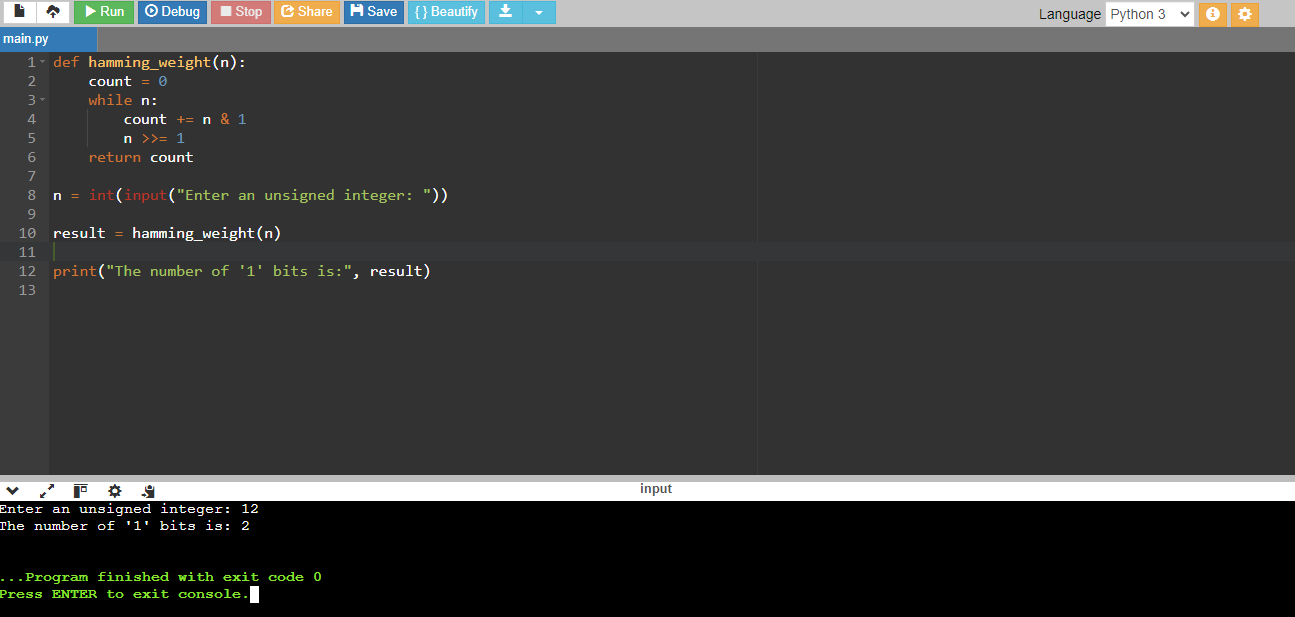 Run Debug Stop Share Save { } Beautify Language Python 3
main.py
1 def hamming_weight(n):
2     count = 0
3     while n:
4         count += n & 1
5         n >>= 1
6     return count
7
8 n = int(input("Enter an unsigned integer: "))
9
10 result = hamming_weight(n)
11
12 print("The number of '1' bits is:", result)
13
input
Enter an unsigned integer: 12
The number of '1' bits is: 2
...Program finished with exit code 0
Press ENTER to exit console.